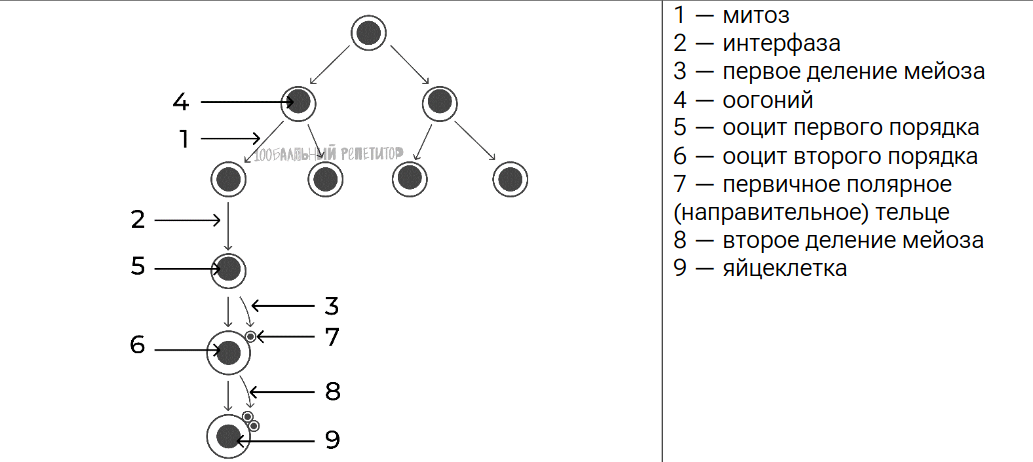 4
1
100БАЛЛЬНЫЙ РЕПЕТИТОР
2
5
3
7
6
8
9
1 — митоз
2 — интерфаза
3 — первое деление мейоза
4 — оогоний
5 — ооцит первого порядка
6 — ооцит второго порядка
7 — первичное полярное
(направительное) тельце
8 — второе деление мейоза
9 — яйцеклетка